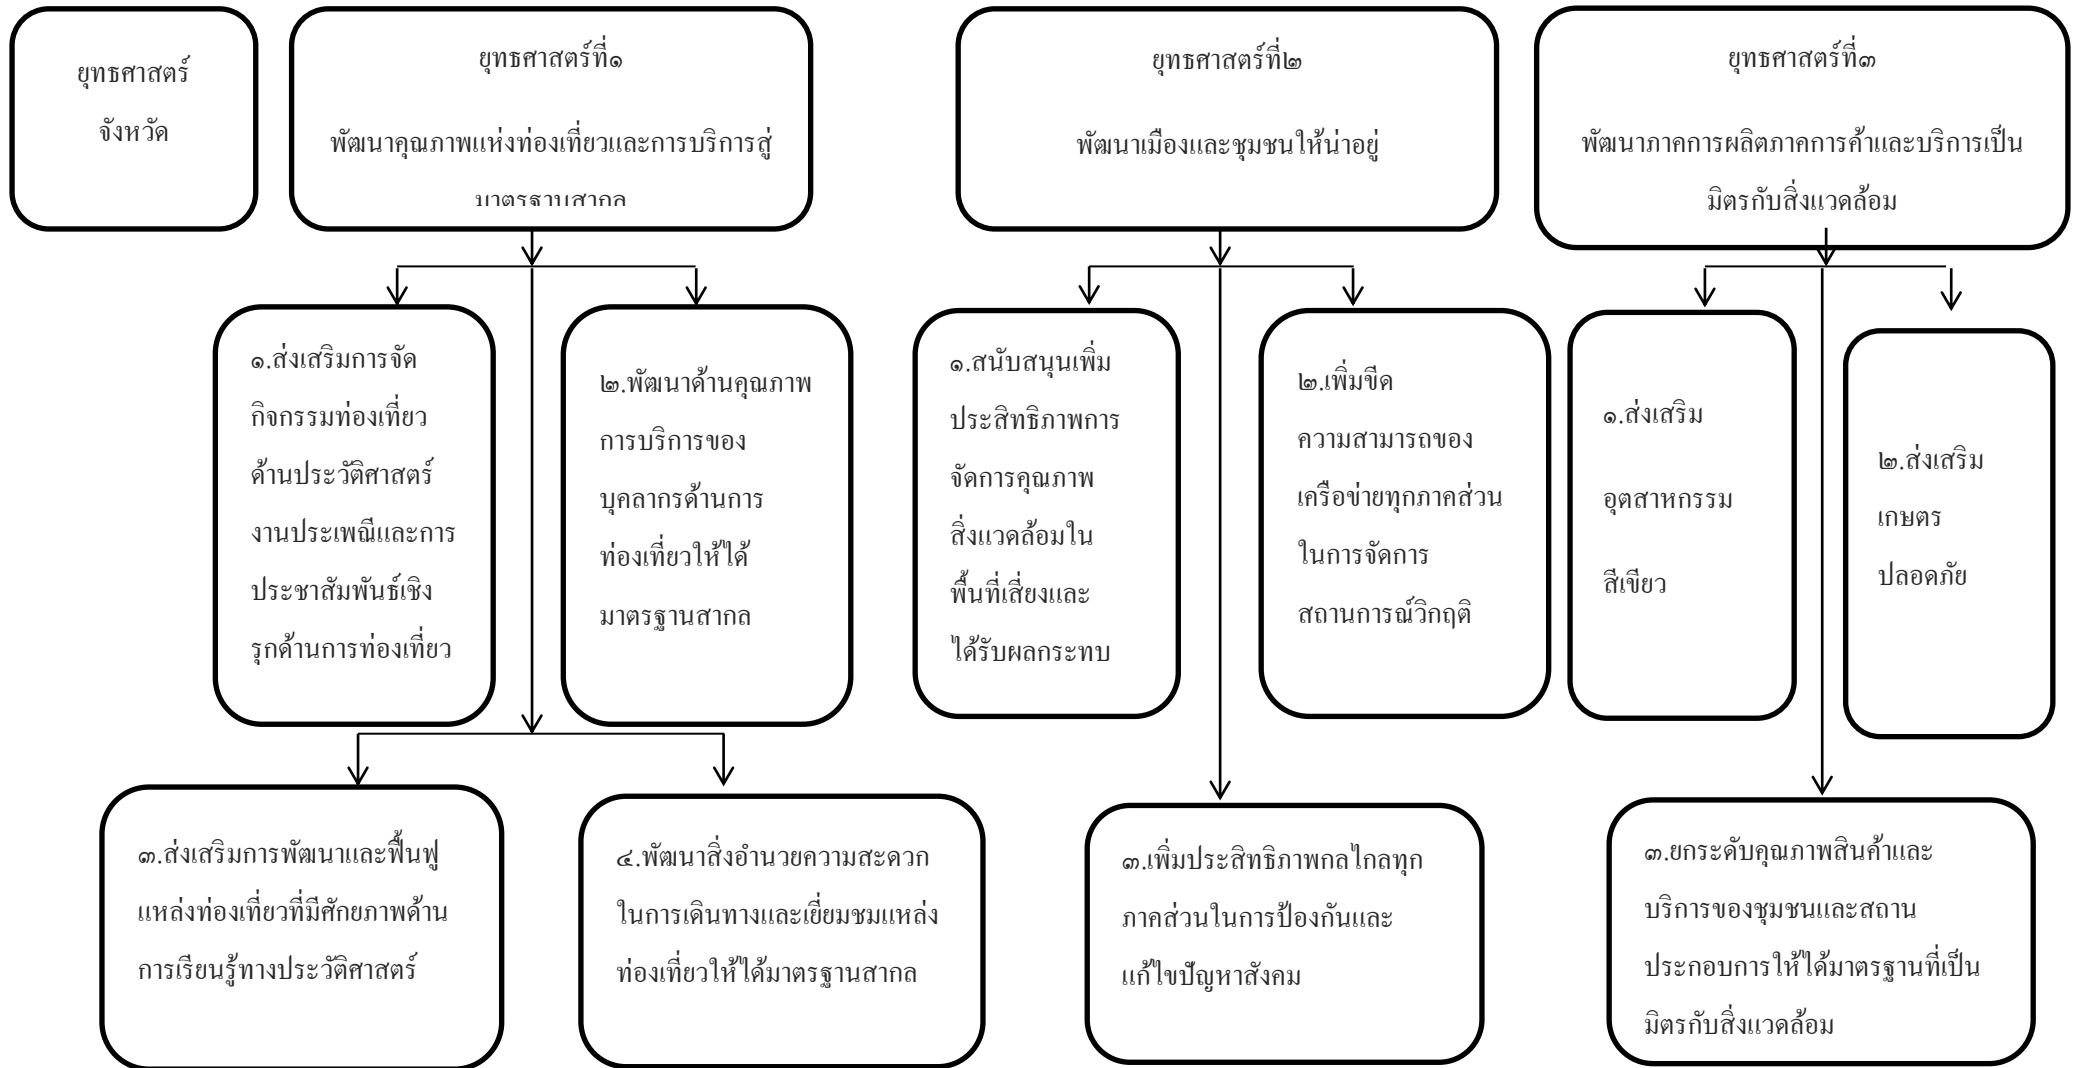 ยุทธศาสตร์
จังหวัด
ยุทธศาสตร์ที่๑
พัฒนาคุณภาพแห่งท่องเที่ยวและการบริการสู่
มาตรฐานสากล
ยุทธศาสตร์ที่๒
พัฒนาเมืองและชุมชนให้น่าอยู่
ยุทธศาสตร์ที่๓
พัฒนาภาคการผลิตภาคการค้าและบริการเป็น
มิตรกับสิ่งแวดล้อม
๑.ส่งเสริมการจัด
กิจกรรมท่องเที่ยว
ด้านประวัติศาสตร์
งานประเพณีและการ
ประชาสัมพันธ์เชิง
รุกด้านการท่องเที่ยว
๒.พัฒนาด้านคุณภาพ
การบริการของ
บุคลากรด้านการ
ท่องเที่ยวให้ได้
มาตรฐานสากล
๑.สนับสนุนเพิ่ม
ประสิทธิภาพการ
จัดการคุณภาพ
สิ่งแวดล้อมใน
พื้นที่เสี่ยงและ
ได้รับผลกระทบ
๒.เพิ่มขีด
ความสามารถของ
เครือข่ายทุกภาคส่วน
ในการจัดการ
สถานการณ์วิกฤติ
๑.ส่งเสริม
อุตสาหกรรม
สีเขียว
๒.ส่งเสริม
เกษตร
ปลอดภัย
๓.ส่งเสริมการพัฒนาและฟื้นฟู
แหล่งท่องเที่ยวที่มีศักยภาพด้าน
การเรียนรู้ทางประวัติศาสตร์
๔.พัฒนาสิ่งอำนวยความสะดวก
ในการเดินทางและเยี่ยมชมแหล่ง
ท่องเที่ยวให้ได้มาตรฐานสากล
๓.เพิ่มประสิทธิภาพกลไกลทุก
ภาคส่วนในการป้องกันและ
แก้ไขปัญหาสังคม
๓.ยกระดับคุณภาพสินค้าและ
บริการของชุมชนและสถาน
ประกอบการให้ได้มาตรฐานที่เป็น
มิตรกับสิ่งแวดล้อม